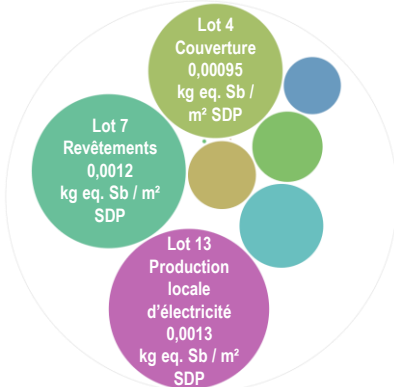 Lot 4
Couverture
0,00095
kg eq. Sb /
m² SDP
Lot 7
Revêtements
0,0012
kg eq. Sb / m²
SDP
Lot 13
Production
locale
d’électricité
0,0013
kg eq. Sb / m²
SDP